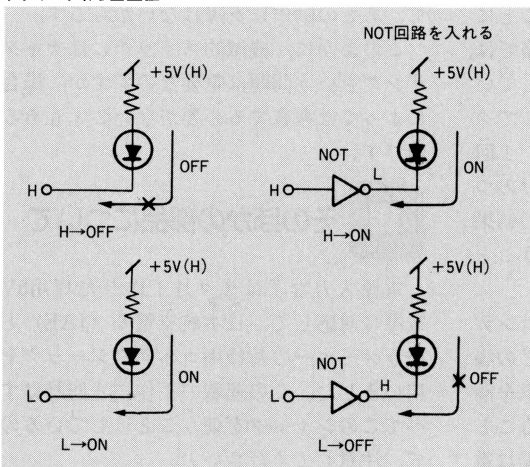 NOT回路を入れる
+5V(H)
OFF
H
H→OFF
+5V(H)
NOT
L
H
ON
H→ON
+5V(H)
ON
L
L→ON
+5V(H)
NOT
H
L
OFF
L→OFF